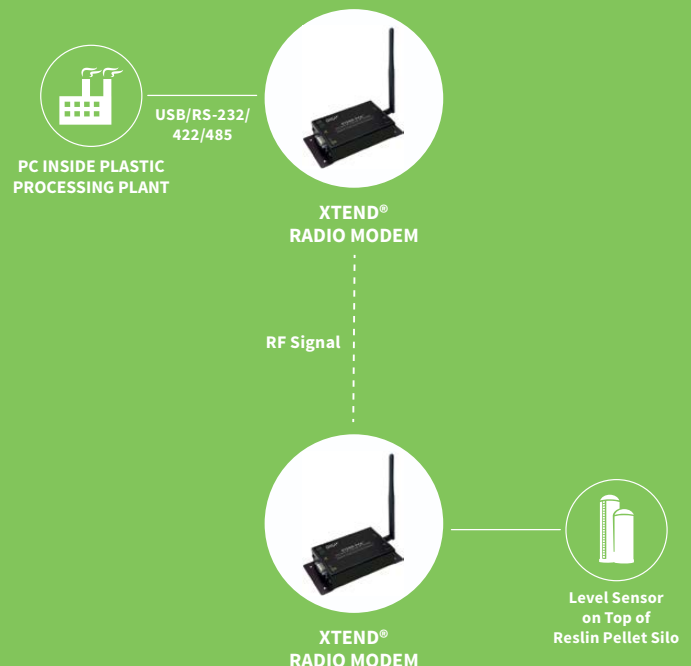 USB/RS-232/
422/485
PC INSIDE PLASTIC
PROCESSING PLANT
XTEND®
RADIO MODEM
RF Signal
Level Sensor
on Top of
Reslin Pellet Silo
XTEND®
RADIO MODEM